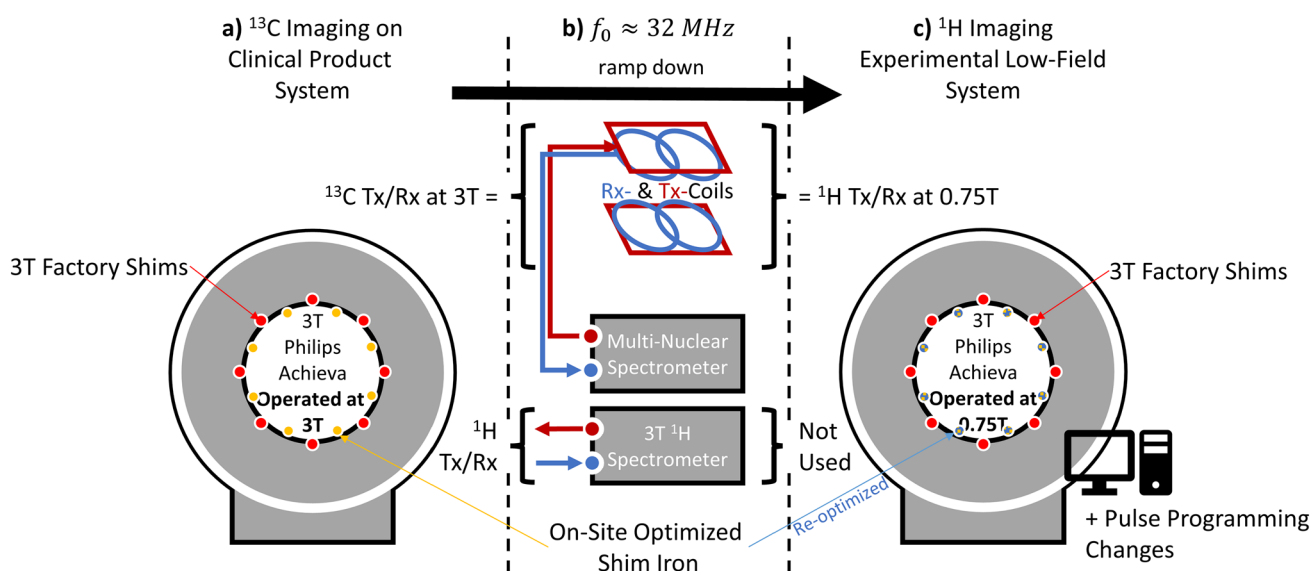 a) ¹³C Imaging on
Clinical Product
System
b) f₀ ≈ 32 MHz
ramp down
c) ¹H Imaging
Experimental Low-Field
System
¹³C Tx/Rx at 3T =
Rx- & Tx-Coils
= ¹H Tx/Rx at 0.75T
3T Factory Shims
3T
Philips
Achieva
Operated at
3T
Multi-Nuclear
Spectrometer
¹H
Tx/Rx
3T ¹H
Spectrometer
Not
Used
3T Factory Shims
3T
Philips
Achieva
Operated at
0.75T
On-Site Optimized
Shim Iron
Re-optimized
+ Pulse Programming
Changes